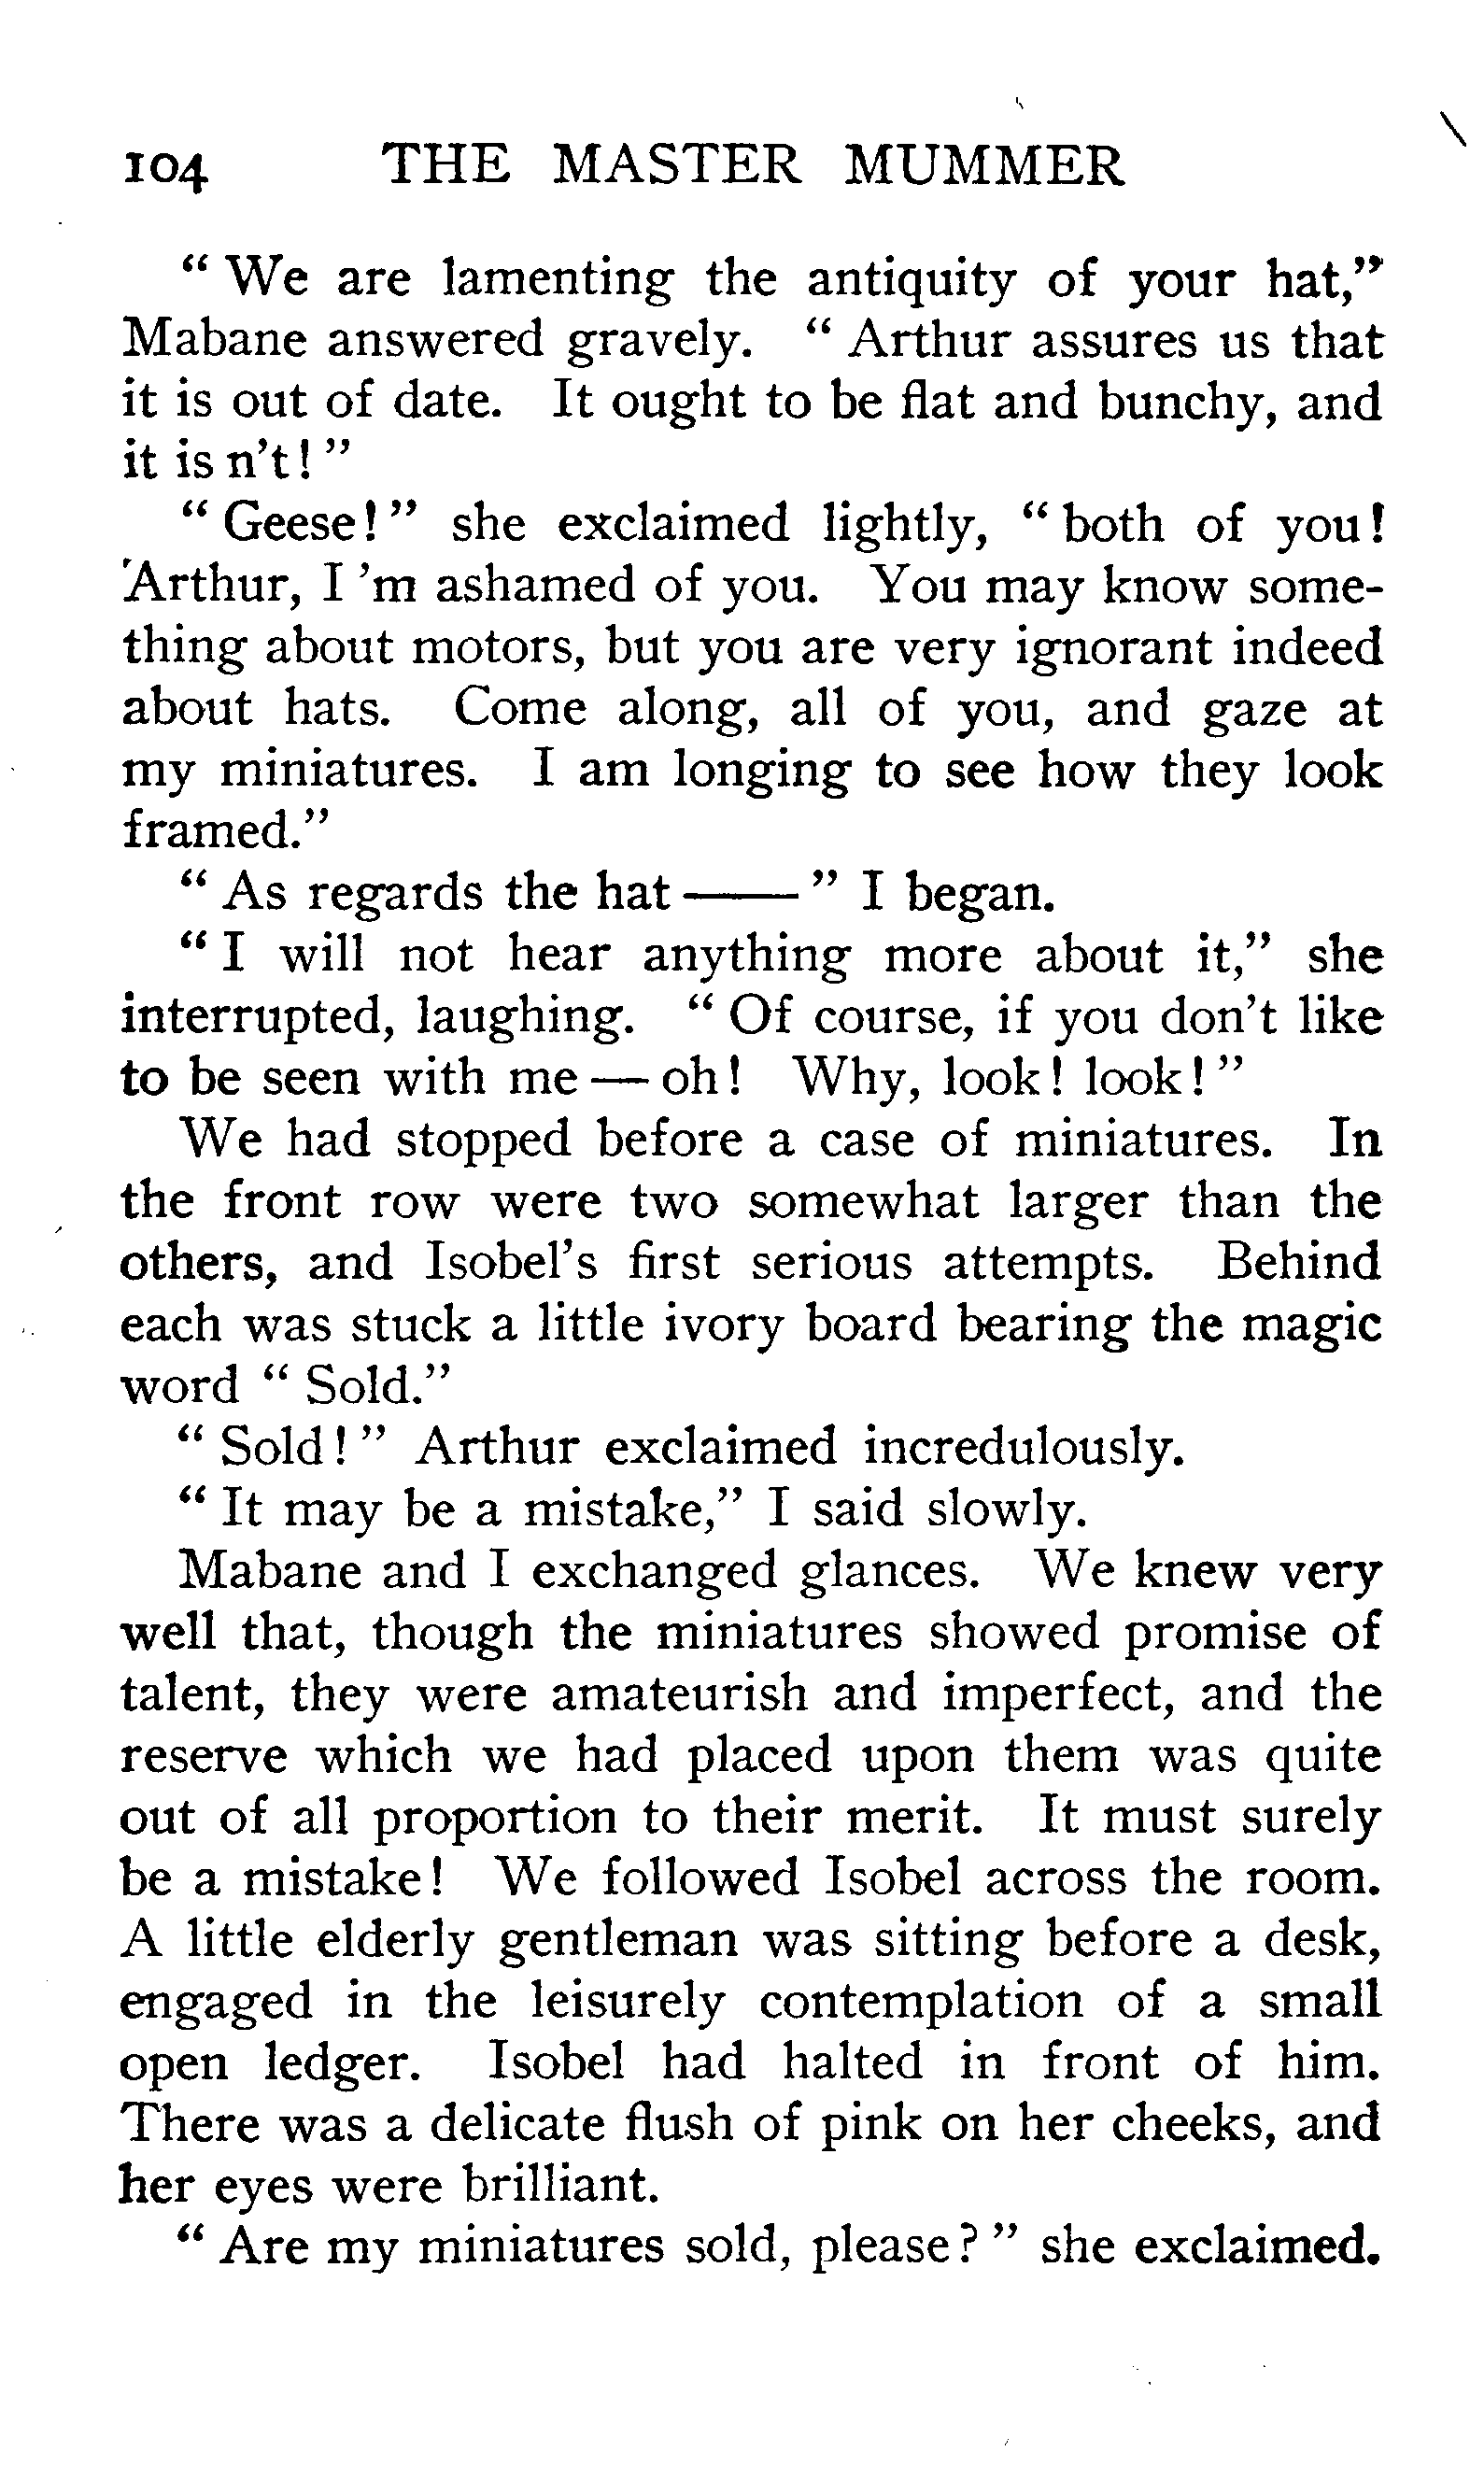 104 THE MASTER MUMMER
“ We are lamenting the antiquity of your hat,”
Mabane answered gravely. “ Arthur assures us that
it is out of date. It ought to be flat and bunchy, and
it is n't! ”
“ Geese! ” she exclaimed lightly, “ both of you!
Arthur, I 'm ashamed of you. You may know some-
thing about motors, but you are very ignorant indeed
about hats. Come along, all of you, and gaze at
my miniatures. I am longing to see how they look
framed.”
“ As regards the hat —— ” I began.
“ I will not hear anything more about it,” she
interrupted, laughing. “ Of course, if you don't like
to be seen with me — oh! Why, look! look! ”
We had stopped before a case of miniatures. In
the front row were two somewhat larger than the
others, and Isobel's first serious attempts. Behind
each was stuck a little ivory board bearing the magic
word “ Sold.”
“ Sold! ” Arthur exclaimed incredulously.
“ It may be a mistake,” I said slowly.
Mabane and I exchanged glances. We knew very
well that, though the miniatures showed promise of
talent, they were amateurish and imperfect, and the
reserve which we had placed upon them was quite
out of all proportion to their merit. It must surely
be a mistake! We followed Isobel across the room.
A little elderly gentleman was sitting before a desk,
engaged in the leisurely contemplation of a small
open ledger. Isobel had halted in front of him.
There was a delicate flush of pink on her cheeks, and
her eyes were brilliant.
“ Are my miniatures sold, please? ” she exclaimed.